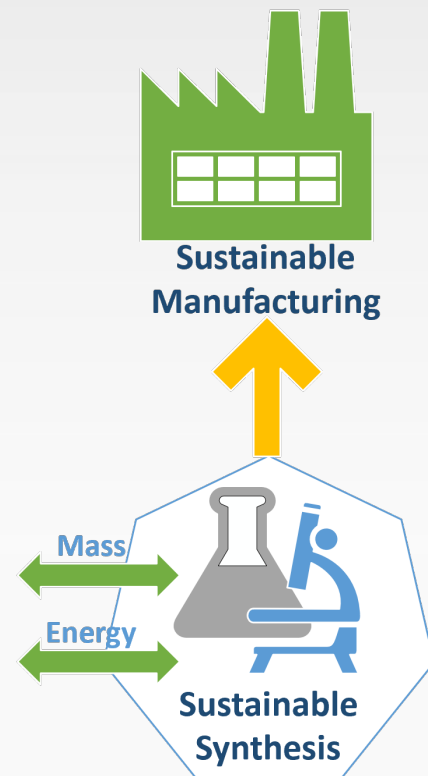 Sustainable
Manufacturing
Mass
Energy
Sustainable
Synthesis